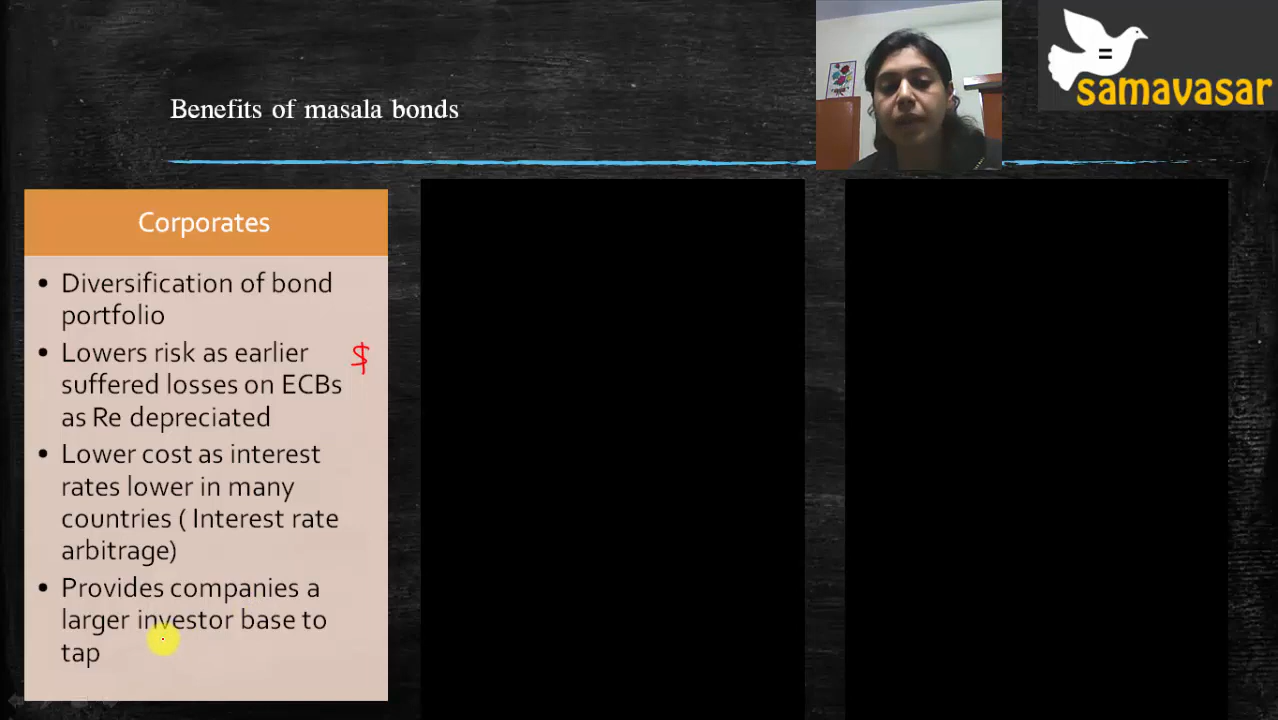 Benefits of masala bonds
=
samavasar
Corporates
• Diversification of bond
portfolio
• Lowers risk as earlier
suffered losses on ECBs
as Re depreciated
$
• Lower cost as interest
rates lower in many
countries ( Interest rate
arbitrage)
• Provides companies a
larger investor base to
tap